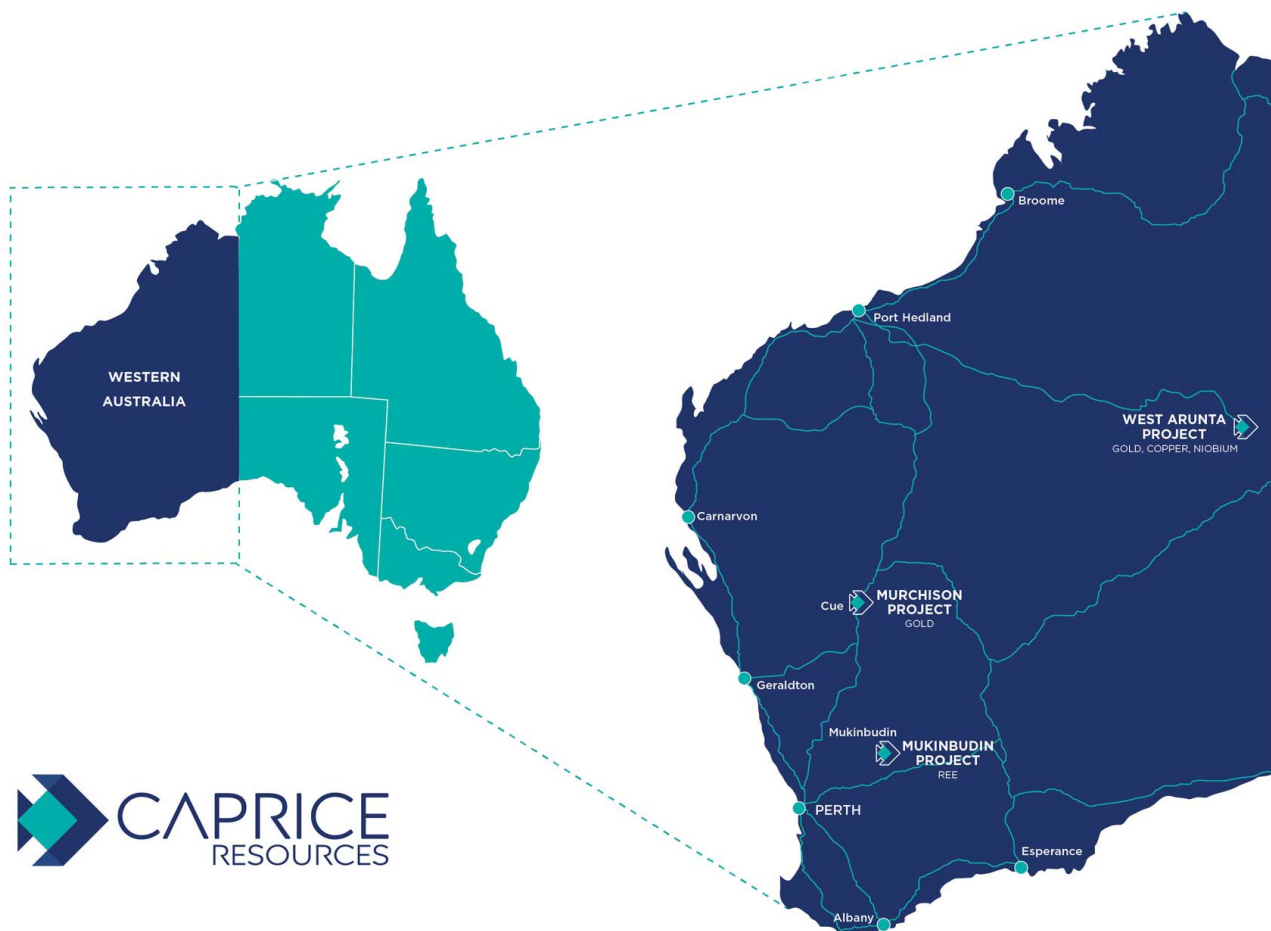 WESTERN
AUSTRALIA
CAPRICE
RESOURCES
Broome
Port Hedland
WEST ARUNTA
PROJECT
GOLD, COPPER, NIOBIUM
Carnarvon
Cue
MURCHISON
PROJECT
GOLD
Geraldton
Mukinbudin
MUKINBUDIN
PROJECT
REE
PERTH
Esperance
Albany